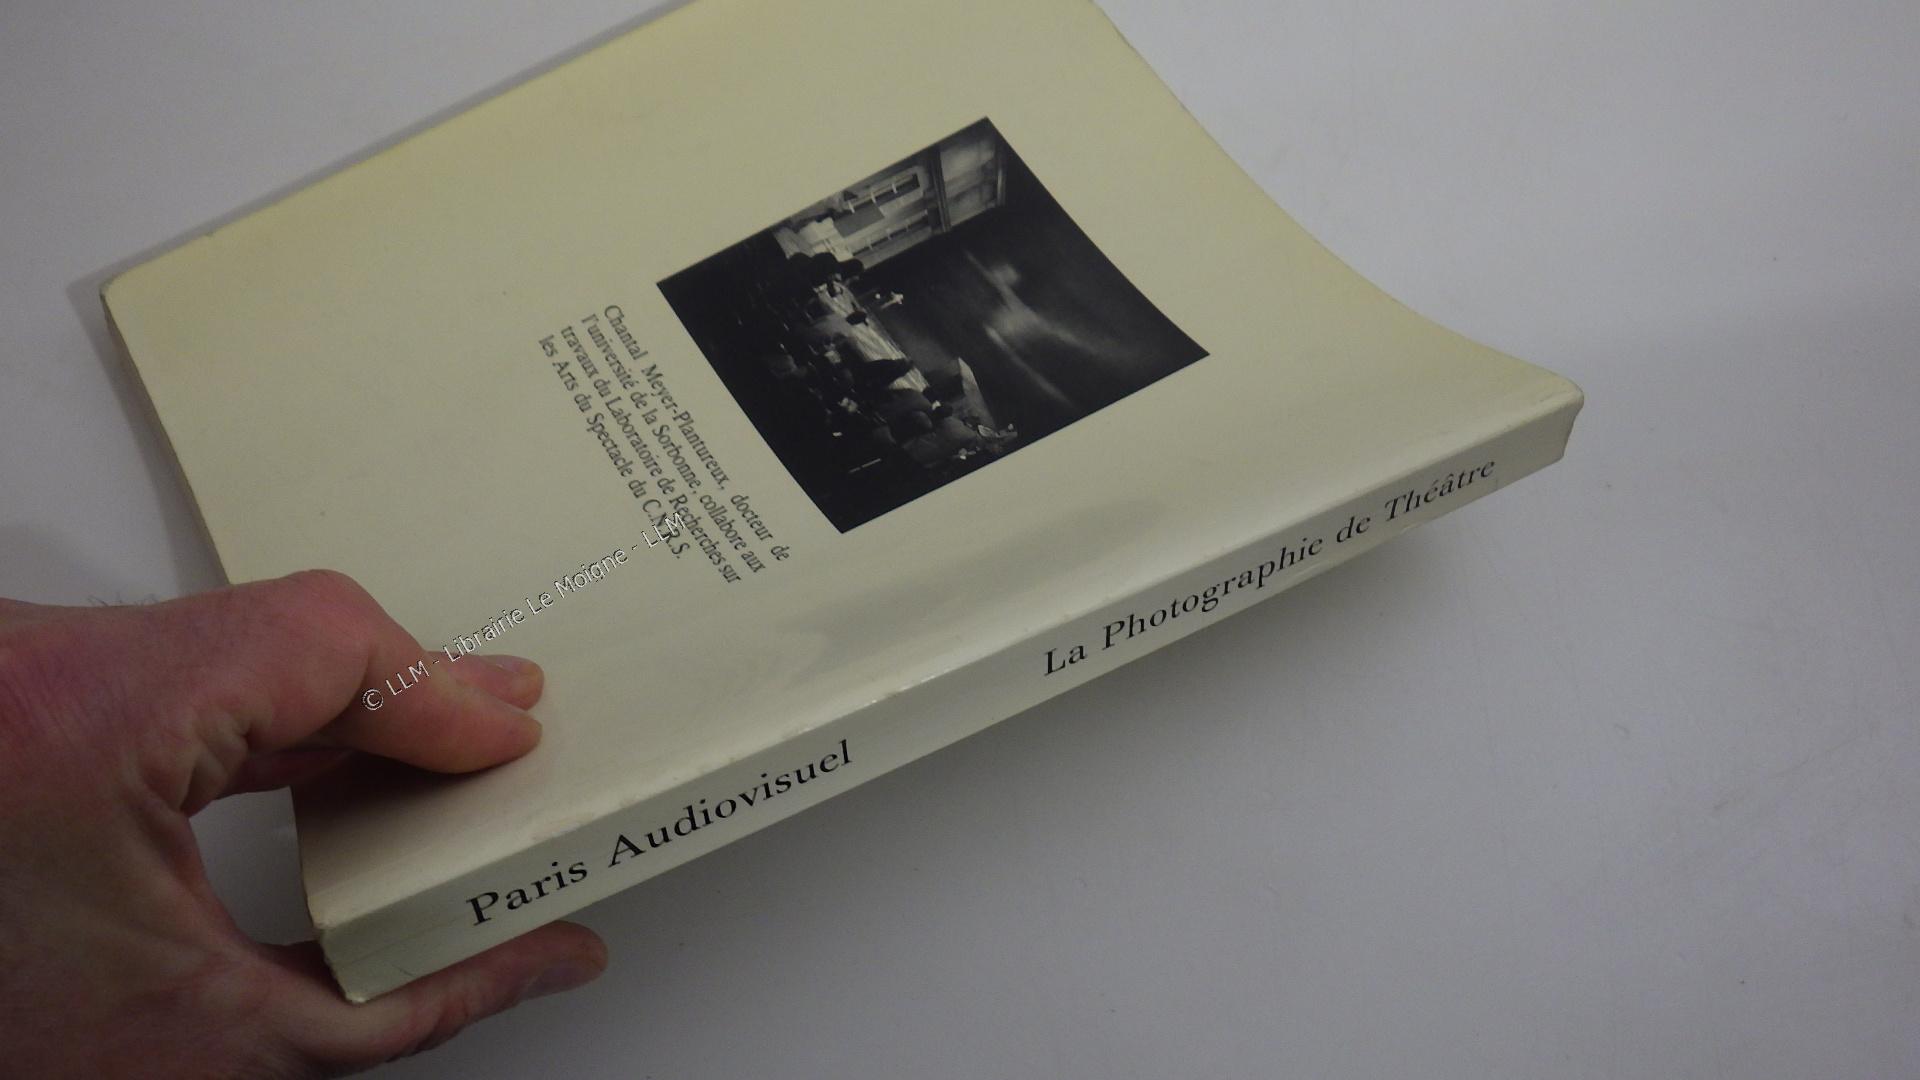 Chantal Meyer-Plantureux, docteur de
l'université de la Sorbonne, collabore aux
travaux du Laboratoire de Recherches sur
les Arts du Spectacle du C.N.R.S.
© LLM - Librairie Le Moigne - LLM
Paris Audiovisuel La Photographie de Théâtre